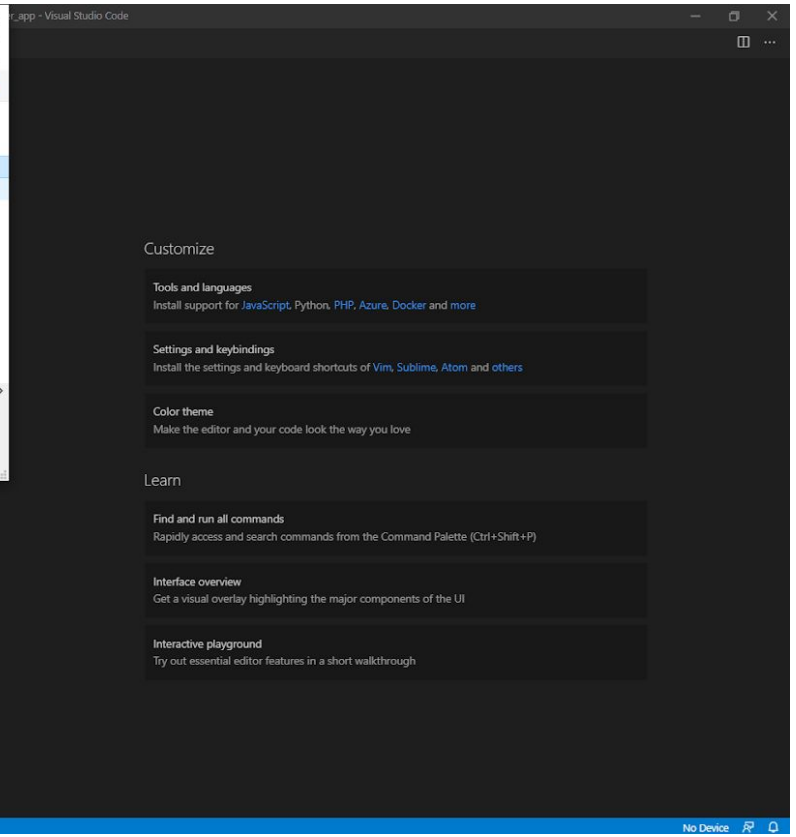 r_app - Visual Studio Code
Customize
Tools and languages
Install support for JavaScript, Python, PHP, Azure, Docker and more
Settings and keybindings
Install the settings and keyboard shortcuts of Vim, Sublime, Atom and others
Color theme
Make the editor and your code look the way you love
Learn
Find and run all commands
Rapidly access and search commands from the Command Palette (Ctrl+Shift+P)
Interface overview
Get a visual overlay highlighting the major components of the UI
Interactive playground
Try out essential editor features in a short walkthrough
No Device